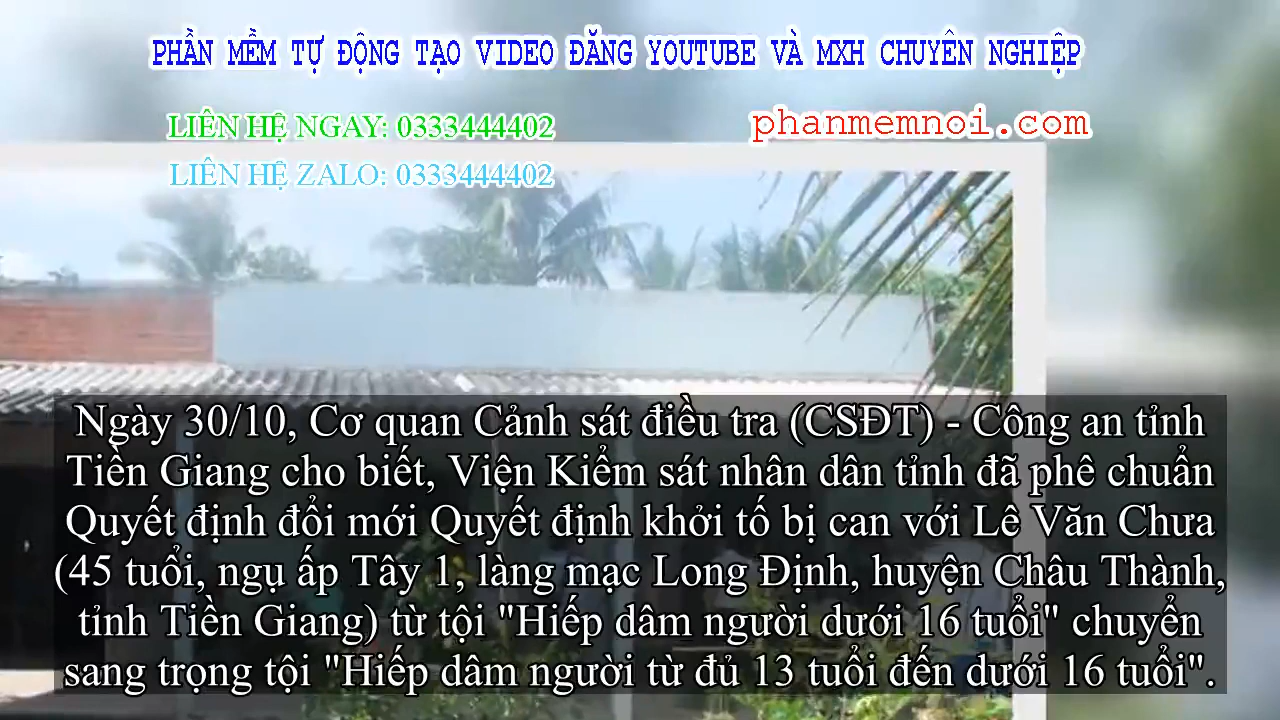 PHẦN MỀM TỰ ĐỘNG TẠO VIDEO ĐĂNG YOUTUBE VÀ MXH CHUYÊN NGHIỆP
LIÊN HỆ NGAY: 0333444402
phanmemnoi.com
LIÊN HỆ ZALO: 0333444402
Ngày 30/10, Cơ quan Cảnh sát điều tra (CSĐT) - Công an tỉnh
Tiền Giang cho biết, Viện Kiểm sát nhân dân tỉnh đã phê chuẩn
Quyết định đổi mới Quyết định khởi tố bị can với Lê Văn Chưa
(45 tuổi, ngụ ấp Tây 1, làng mạc Long Định, huyện Châu Thành,
tỉnh Tiền Giang) từ tội "Hiếp dâm người dưới 16 tuổi" chuyển
sang trọng tội "Hiếp dâm người từ đủ 13 tuổi đến dưới 16 tuổi".